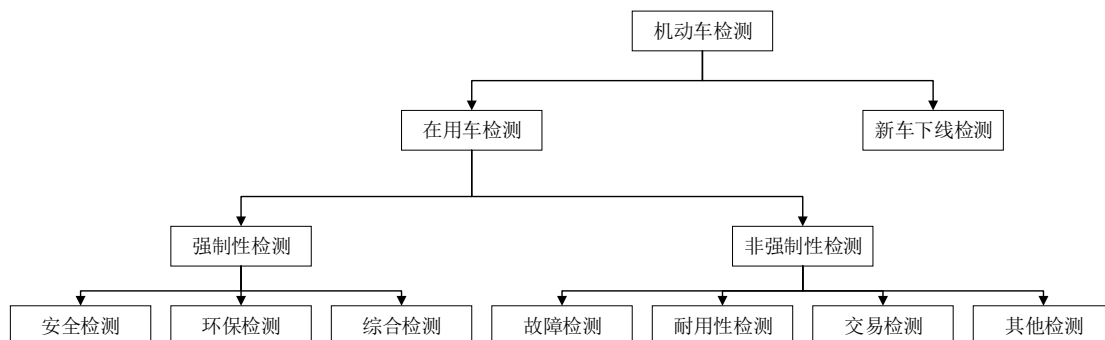 机动车检测
在用车检测
新车下线检测
强制性检测
非强制性检测
安全检测
环保检测
综合检测
故障检测
耐用性检测
交易检测
其他检测